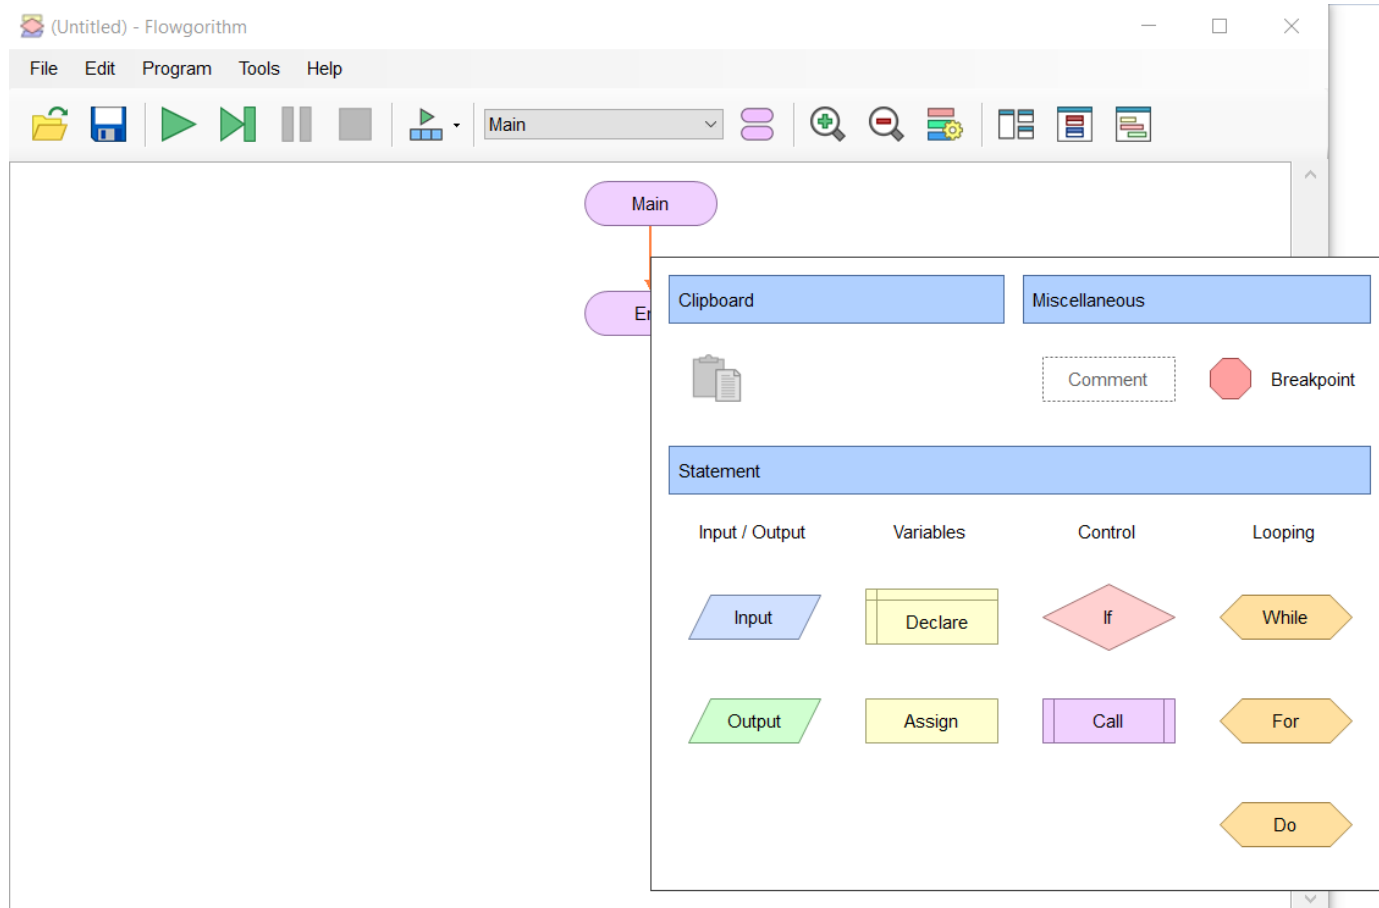 (Untitled) - Flowgorithm
File Edit Program Tools Help
Main
Main
Clipboard Miscellaneous
Comment Breakpoint
Statement
Input / Output Variables Control Looping
Input Declare If While
Output Assign Call For
Do